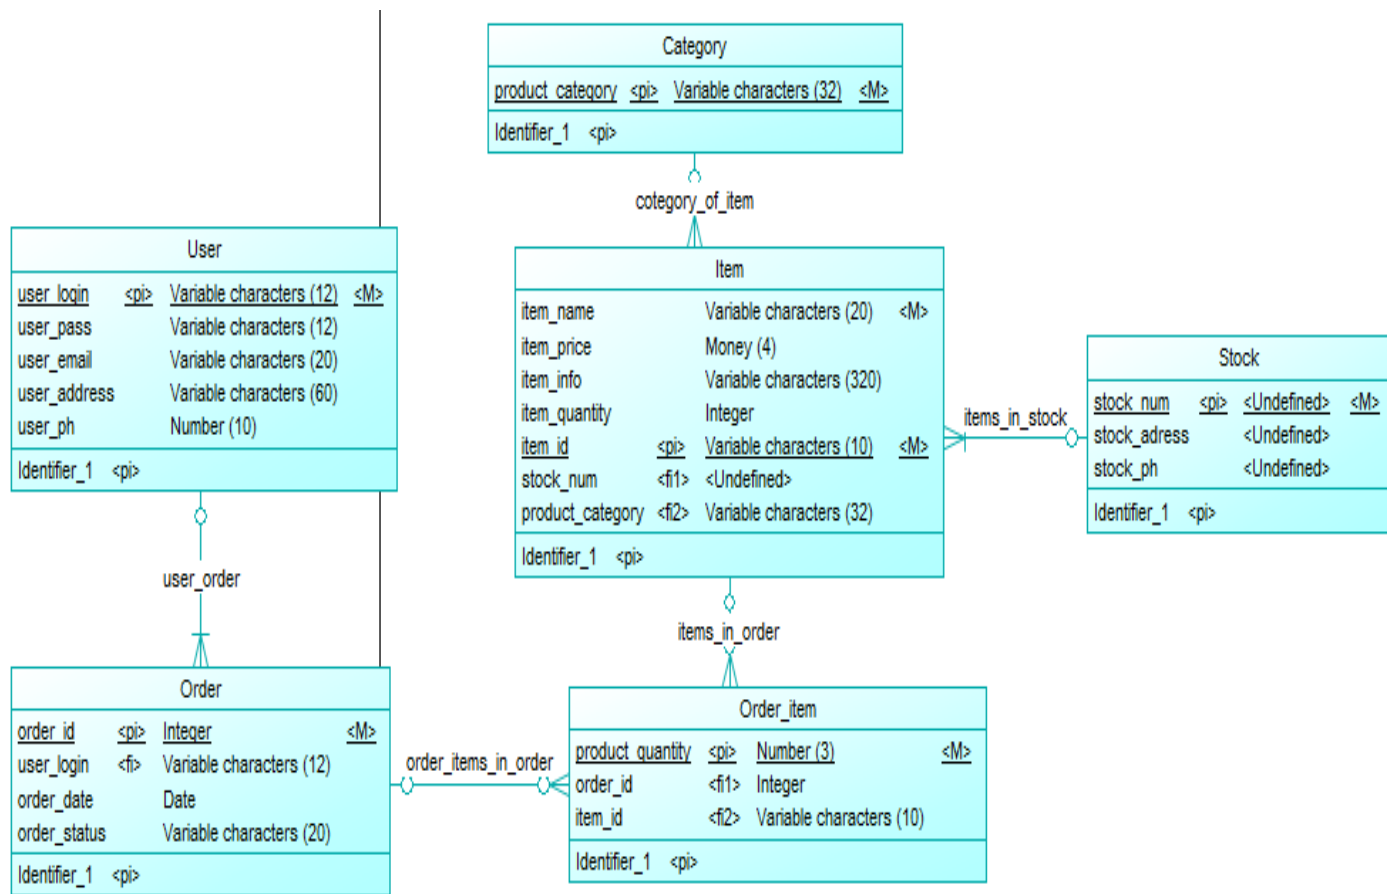 Category
product_category <pi> Variable characters (32) <M>
Identifier_1 <pi>
cotegory_of_item
User
user_login <pi> Variable characters (12) <M>
user_pass Variable characters (12)
user_email Variable characters (20)
user_address Variable characters (60)
user_ph Number (10)
Identifier_1 <pi>
Item
item_name Variable characters (20) <M>
item_price Money (4)
item_info Variable characters (320)
item_quantity Integer
item_id <pi> Variable characters (10) <M>
stock_num <fi1> <Undefined>
product_category <fi2> Variable characters (32)
Identifier_1 <pi>
items_in_stock
Stock
stock_num <pi> <Undefined> <M>
stock_adress <Undefined>
stock_ph <Undefined>
Identifier_1 <pi>
user_order
items_in_order
Order
order_id <pi> Integer <M>
user_login <fi> Variable characters (12)
order_date Date
order_status Variable characters (20)
Identifier_1 <pi>
order_items_in_order
Order_item
product_quantity <pi> Number (3) <M>
order_id <fi1> Integer
item_id <fi2> Variable characters (10)
Identifier_1 <pi>